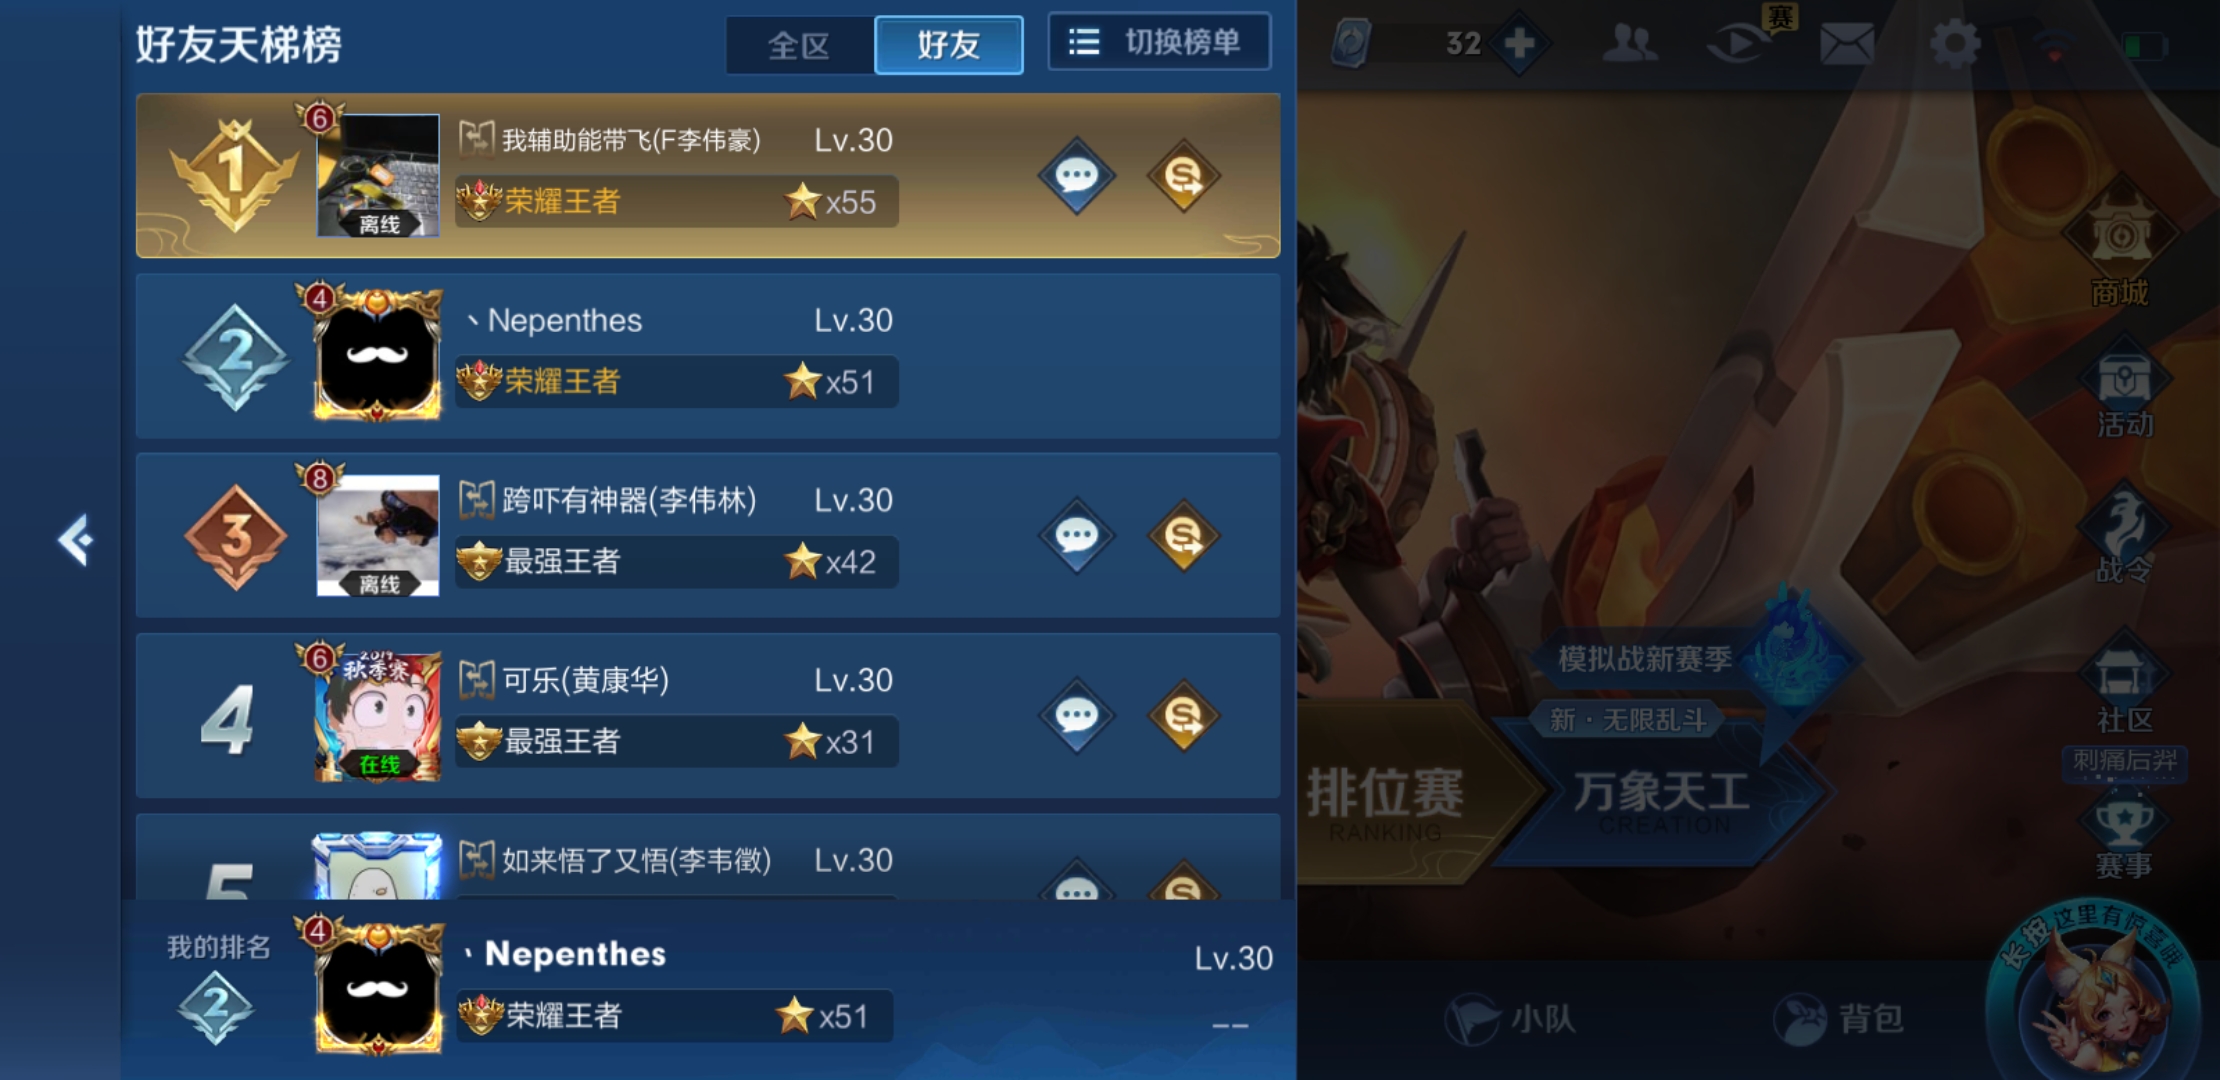 好友天梯榜
全区
好友
切换榜单
32
赛
1
6
离线
我辅助能带飞(F李伟豪)
Lv.30
荣耀王者
x55
2
4
、Nepenthes
Lv.30
荣耀王者
x51
3
8
离线
跨吓有神器(李伟林)
Lv.30
最强王者
x42
4
6
2019
秋季赛
在线
可乐(黄康华)
Lv.30
最强王者
x31
5
如来悟了又悟(李韦徵)
Lv.30
我的排名
2
4
、Nepenthes
Lv.30
荣耀王者
x51
--
商城
活动
战令
社区
刺痛后羿
赛事
模拟战新赛季
新·无限乱斗
排位赛
RANKING
万象天工
CREATION
小队
背包
长按这里有惊喜哦